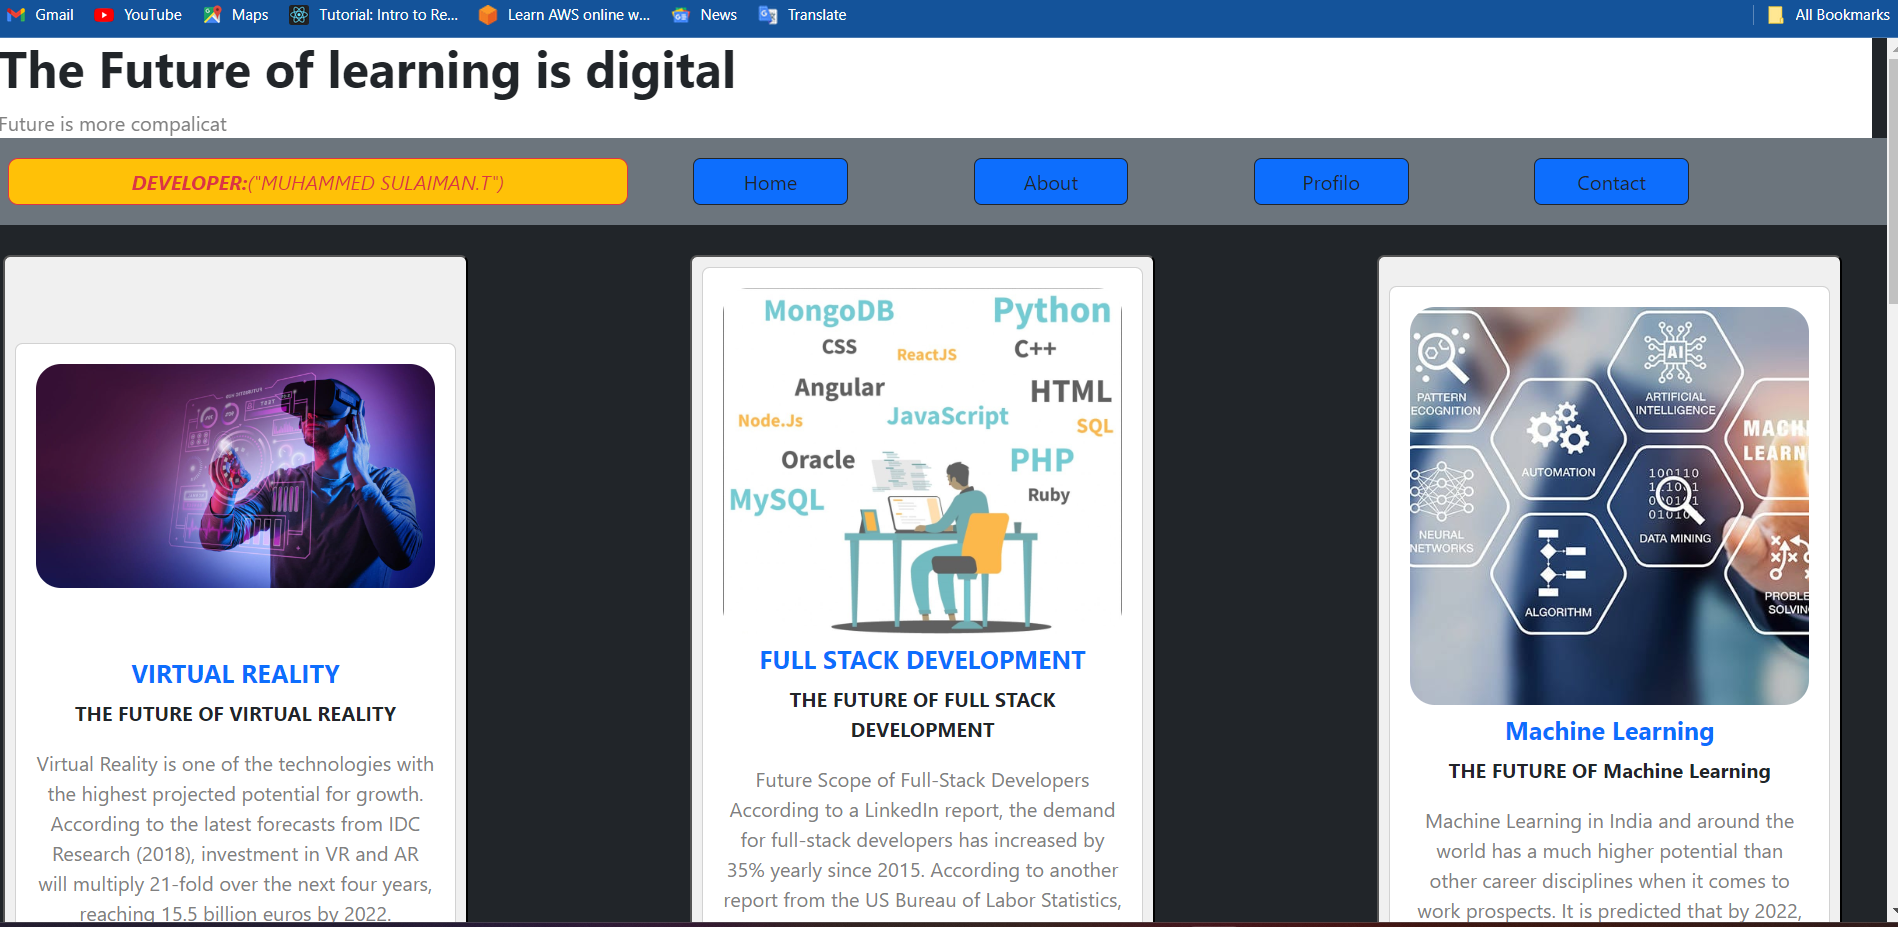 Gmail
YouTube
Maps
Tutorial: Intro to Re...
Learn AWS online w...
News
Translate
All Bookmarks
The Future of learning is digital
Future is more compalicat
DEVELOPER:("MUHAMMED SULAIMAN.T")
Home
About
Profilo
Contact
VIRTUAL REALITY
THE FUTURE OF VIRTUAL REALITY
Virtual Reality is one of the technologies with
the highest projected potential for growth.
According to the latest forecasts from IDC
Research (2018), investment in VR and AR
will multiply 21-fold over the next four years,
reaching 15.5 billion euros by 2022.
MongoDB
Python
CSS
ReactJS
C++
Angular
HTML
Node.Js
JavaScript
SQL
Oracle
PHP
MySQL
Ruby
FULL STACK DEVELOPMENT
THE FUTURE OF FULL STACK
DEVELOPMENT
Future Scope of Full-Stack Developers
According to a LinkedIn report, the demand
for full-stack developers has increased by
35% yearly since 2015. According to another
report from the US Bureau of Labor Statistics,
PATTERN
ECOGNITION
AI
ARTIFICIAL
INTELLIGENCE
MACH
LEARN
AUTOMATION
NEURAL
NETWORKS
DATA MINING
ALGORITHM
PROBLE
SOLVIN
Machine Learning
THE FUTURE OF Machine Learning
Machine Learning in India and around the
world has a much higher potential than
other career disciplines when it comes to
work prospects. It is predicted that by 2022,